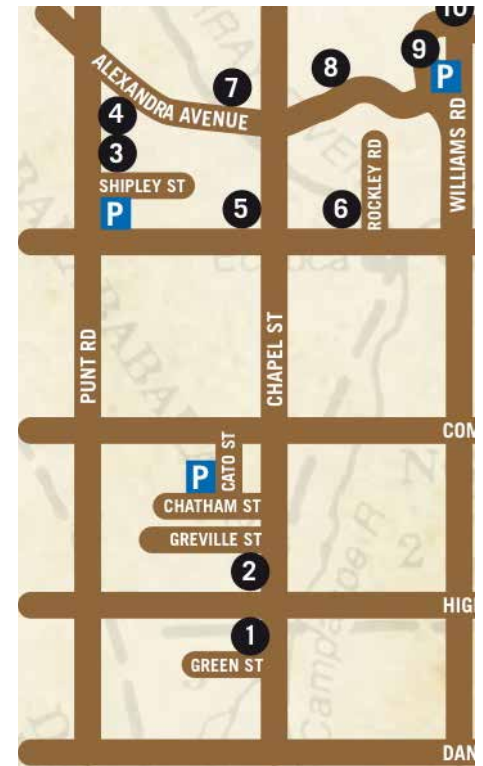 10
9
P
8
7
ALEXANDRA AVENUE
4
3
WILLIAMS RD
SHIPLEY ST
P
5
6
ROCKLEY RD
PUNT RD
CHAPEL ST
COM
CATO ST
P
CHATHAM ST
GREVILLE ST
2
HIG
1
GREEN ST
DAN